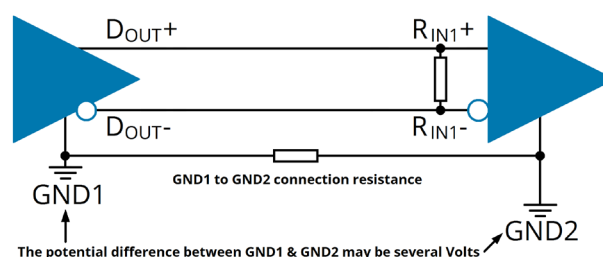 DOUT+ RIN1+
DOUT- RIN1-
GND1 to GND2 connection resistance
GND1
GND2
The potential difference between GND1 & GND2 may be several Volts